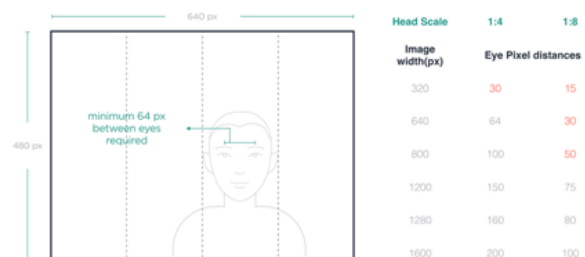 640 px
480 px
minimum 64 px
between eyes
required
Head Scale 1:4 1:8
Image
width(px) Eye Pixel distances
320 30 15
640 64 30
800 100 50
1200 150 75
1280 160 80
1600 200 100